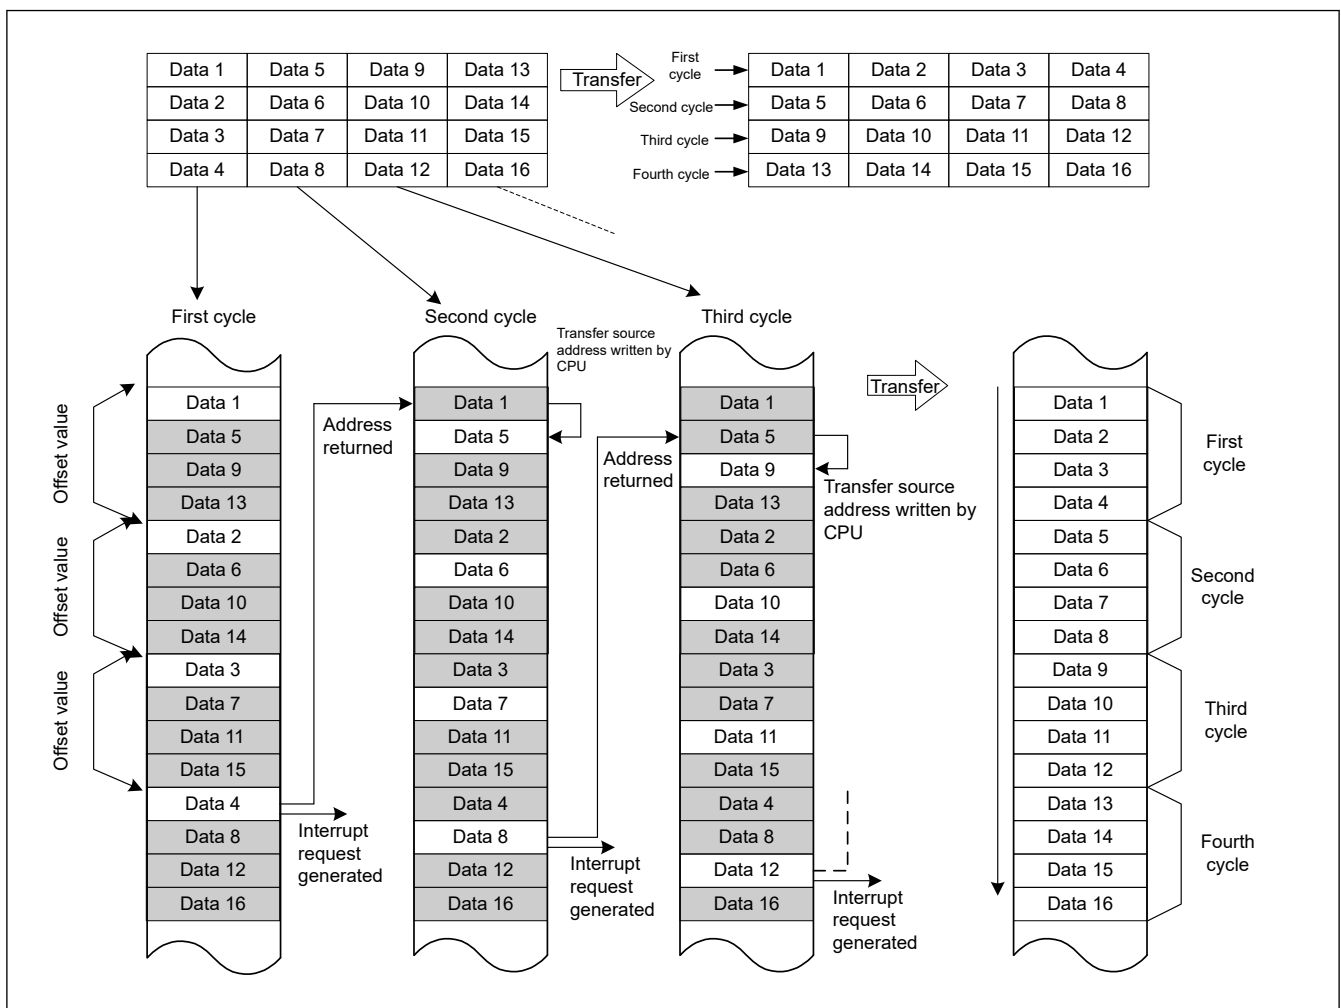 Data 1 Data 5 Data 9 Data 13
Data 2 Data 6 Data 10 Data 14
Data 3 Data 7 Data 11 Data 15
Data 4 Data 8 Data 12 Data 16
Transfer
First
cycle
Data 1 Data 2 Data 3 Data 4
Second cycle
Data 5 Data 6 Data 7 Data 8
Third cycle
Data 9 Data 10 Data 11 Data 12
Fourth cycle
Data 13 Data 14 Data 15 Data 16
First cycle
Offset value
Offset value
Offset value
Data 1
Data 5
Data 9
Data 13
Data 2
Data 6
Data 10
Data 14
Data 3
Data 7
Data 11
Data 15
Data 4
Data 8
Data 12
Data 16
Address
returned
Interrupt
request
generated
Second cycle
Transfer source
address written by
CPU
Data 1
Data 5
Data 9
Data 13
Data 2
Data 6
Data 10
Data 14
Data 3
Data 7
Data 11
Data 15
Data 4
Data 8
Data 12
Data 16
Address
returned
Interrupt
request
generated
Third cycle
Data 1
Data 5
Data 9
Data 13
Data 2
Data 6
Data 10
Data 14
Data 3
Data 7
Data 11
Data 15
Data 4
Data 8
Data 12
Data 16
Transfer source
address written by
CPU
Interrupt
request
generated
Transfer
Data 1
Data 2
Data 3
Data 4
Data 5
Data 6
Data 7
Data 8
Data 9
Data 10
Data 11
Data 12
Data 13
Data 14
Data 15
Data 16
First
cycle
Second
cycle
Third
cycle
Fourth
cycle